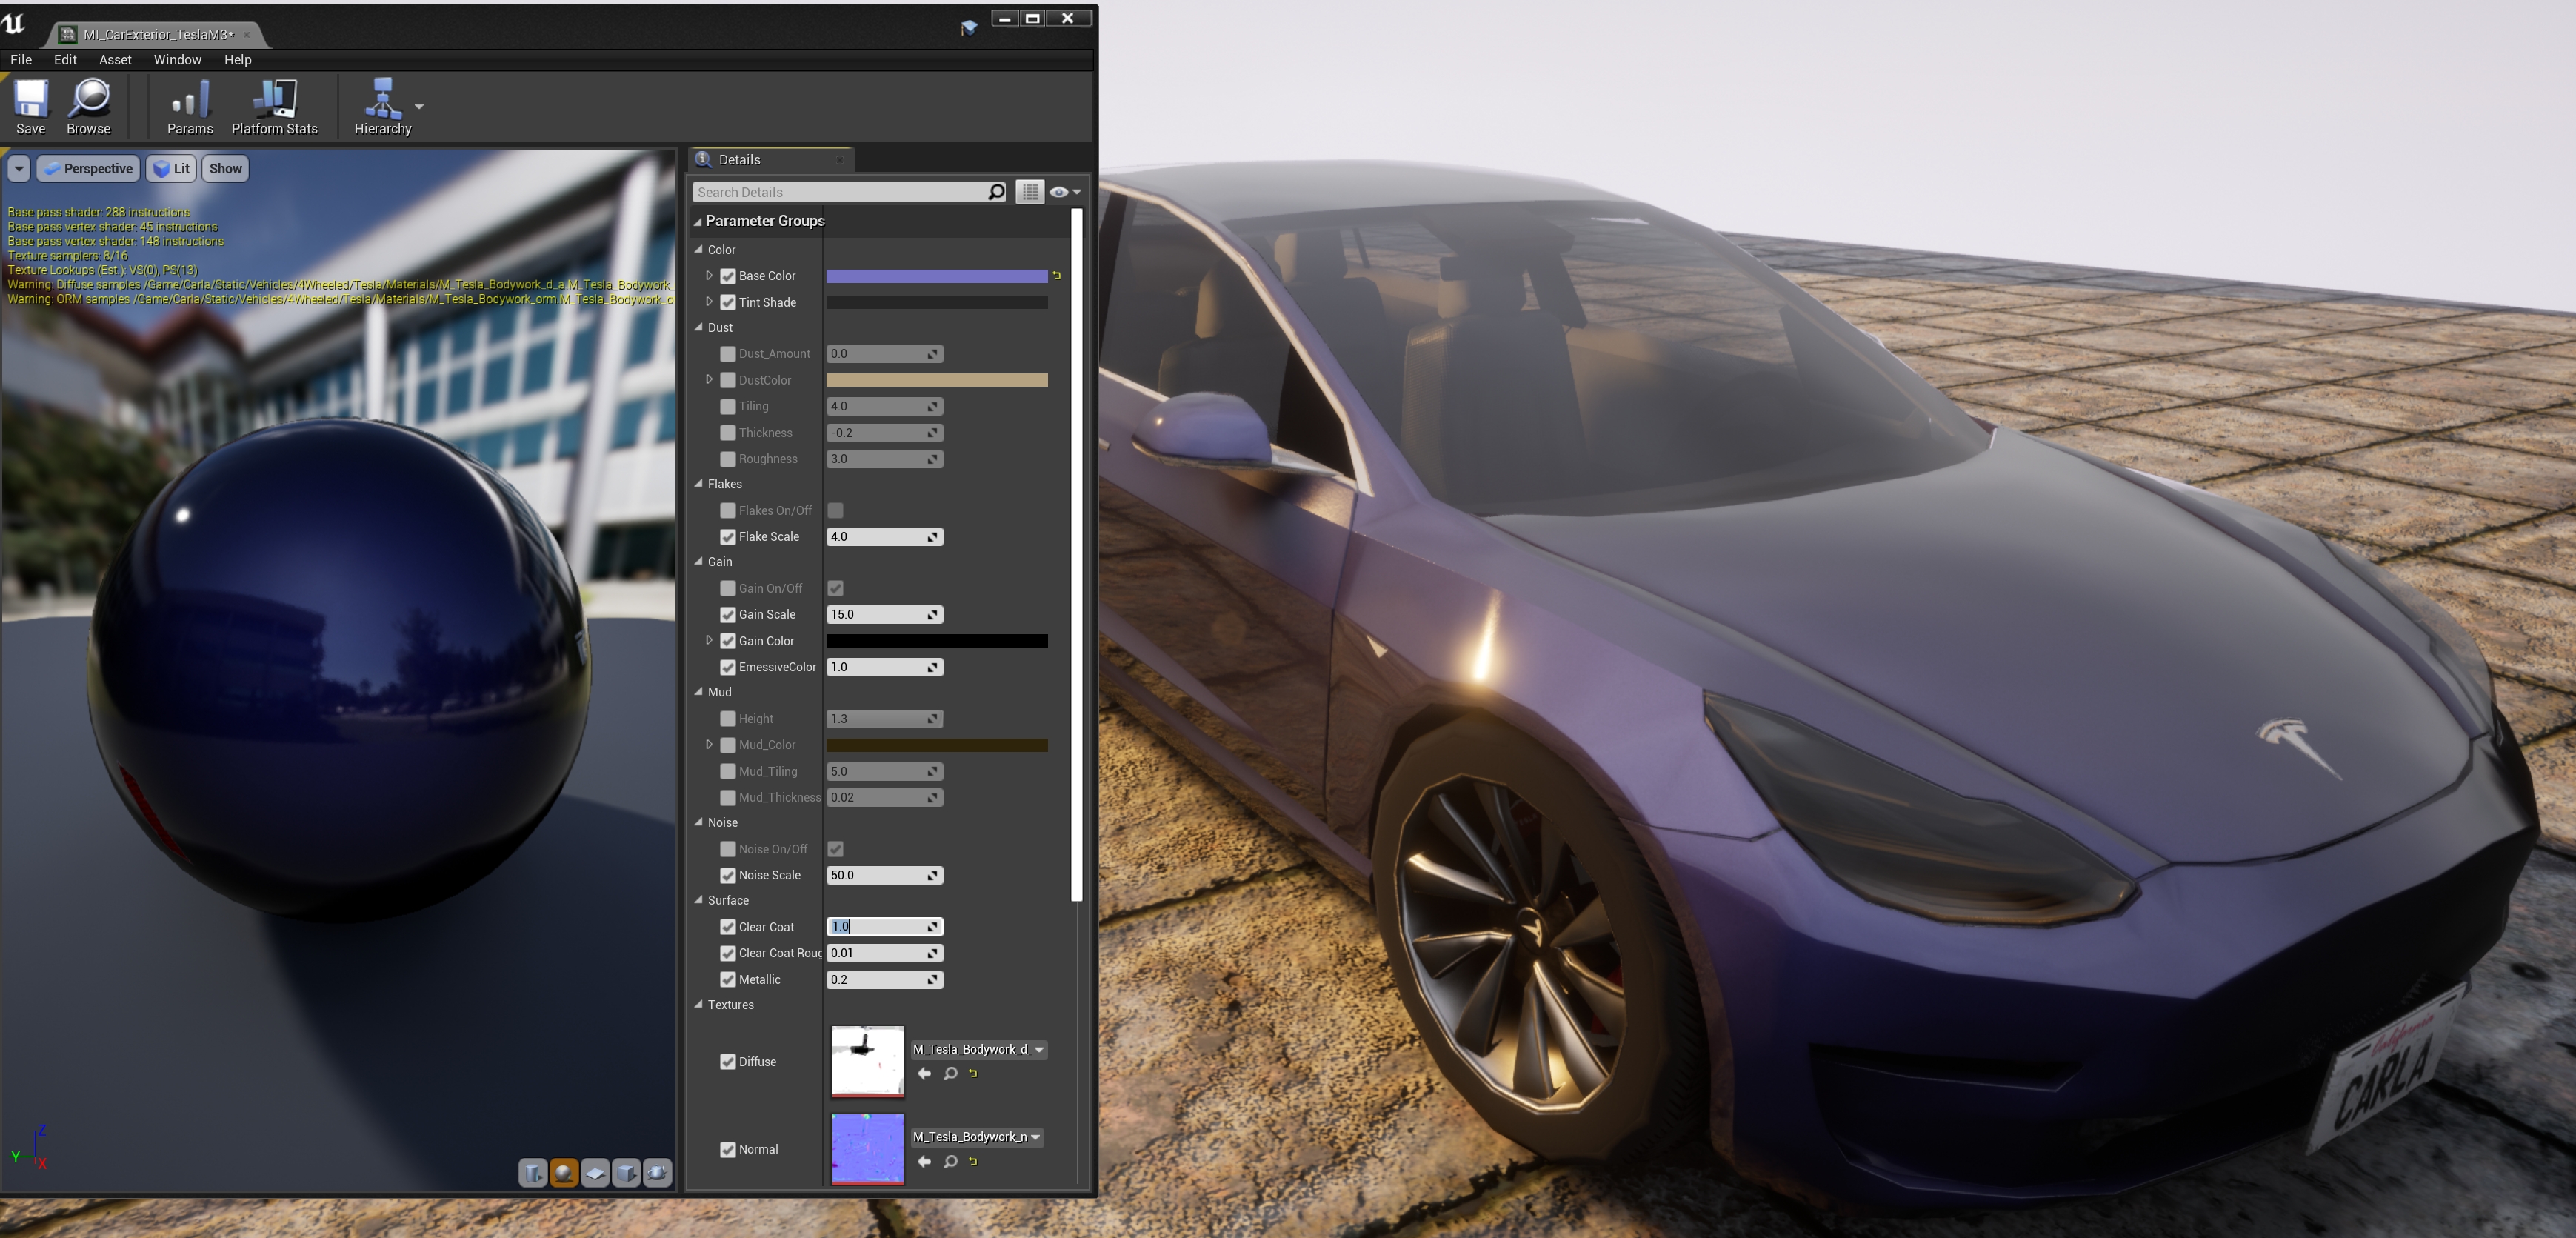 MI_CarExterior_TeslaM3*
File Edit Asset Window Help
Save Browse Params Platform Stats Hierarchy
Perspective Lit Show
Base pass shader: 288 instructions
Base pass vertex shader: 45 instructions
Base pass vertex shader: 148 instructions
Texture samplers: 8/16
Texture Lookups (Est.): VS(0), PS(13)
Warning: Diffuse samples /Game/Carla/Static/Vehicles/4Wheeled/Tesla/Materials/M_Tesla_Bodywork_d_a.M_Tesla_Bodywork_
Warning: ORM samples /Game/Carla/Static/Vehicles/4Wheeled/Tesla/Materials/M_Tesla_Bodywork_orm.M_Tesla_Bodywork_o
Z
Y
X
Details
Search Details
Parameter Groups
Color
Base Color
Tint Shade
Dust
Dust_Amount 0.0
DustColor
Tiling 4.0
Thickness -0.2
Roughness 3.0
Flakes
Flakes On/Off
Flake Scale 4.0
Gain
Gain On/Off
Gain Scale 15.0
Gain Color
EmessiveColor 1.0
Mud
Height 1.3
Mud_Color
Mud_Tiling 5.0
Mud_Thickness 0.02
Noise
Noise On/Off
Noise Scale 50.0
Surface
Clear Coat 1.0
Clear Coat Roug 0.01
Metallic 0.2
Textures
Diffuse M_Tesla_Bodywork_d_
Normal M_Tesla_Bodywork_n
California
CARLA